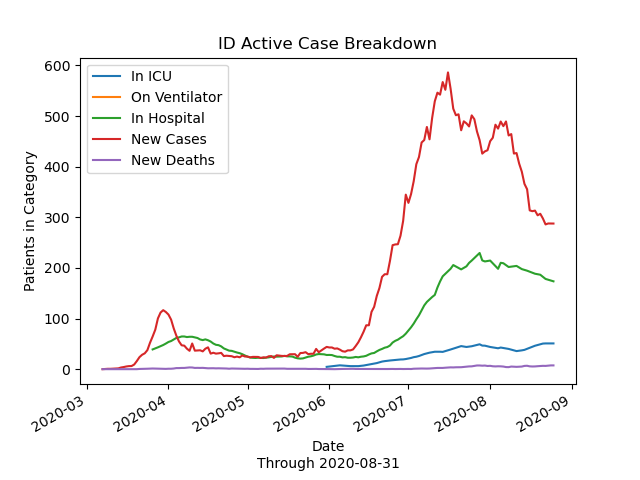 ID Active Case Breakdown
In ICU
On Ventilator
In Hospital
New Cases
New Deaths
Patients in Category
600
500
400
300
200
100
0
2020-03
2020-04
2020-05
2020-06
2020-07
2020-08
2020-09
Date
Through 2020-08-31